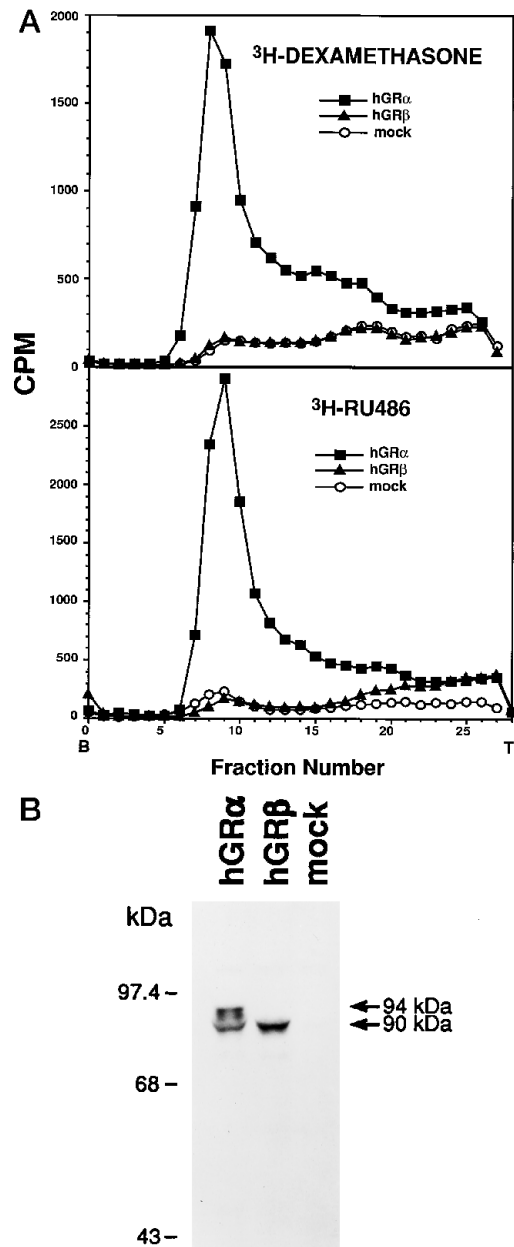 A
2000
³H-DEXAMETHASONE
hGRα
hGRβ
mock
1500
1000
500
0
CPM
³H-RU486
hGRα
hGRβ
mock
2500
2000
1500
1000
500
0
0 5 10 15 20 25
B T
Fraction Number
B
hGRα hGRβ mock
kDa
97.4
94 kDa
90 kDa
68
43